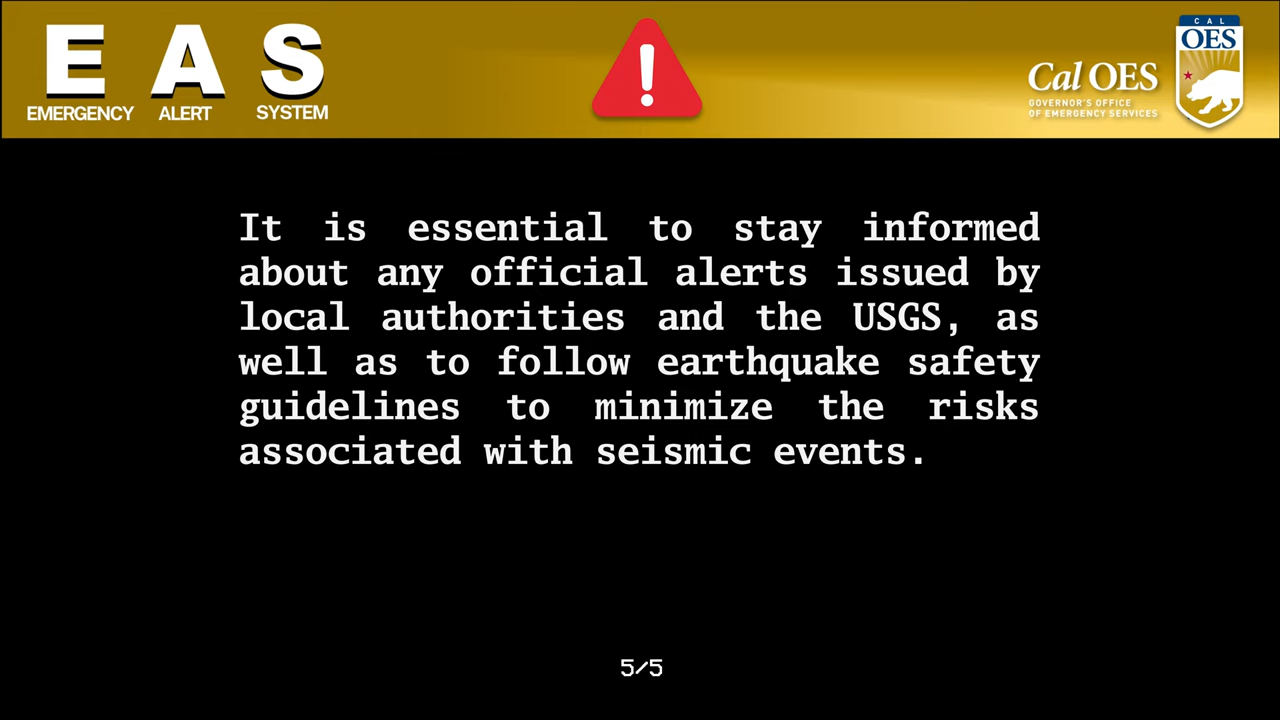 E A S
EMERGENCY ALERT SYSTEM
!
Cal OES
GOVERNOR'S OFFICE
OF EMERGENCY SERVICES
CAL
OES
It is essential to stay informed
about any official alerts issued by
local authorities and the USGS, as
well as to follow earthquake safety
guidelines to minimize the risks
associated with seismic events.
5/5